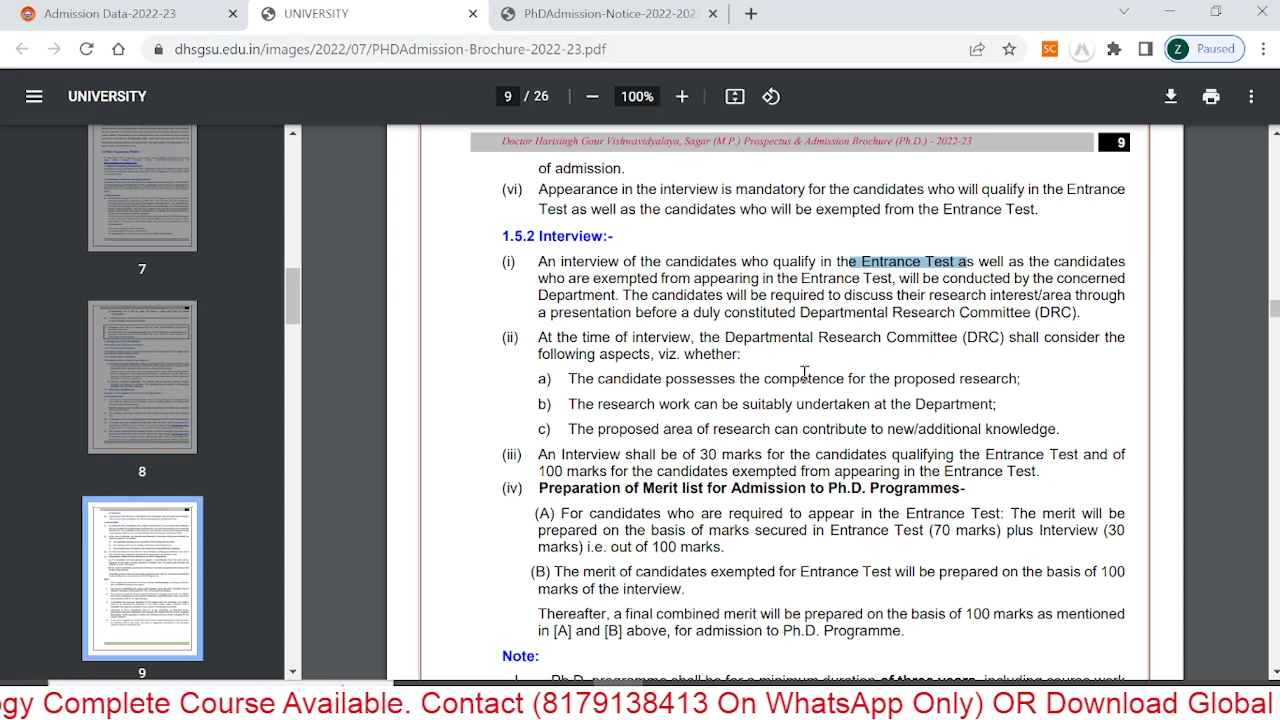 Admission Data-2022-23
UNIVERSITY
PhDAdmission-Notice-2022-202
dhsgsu.edu.in/images/2022/07/PHDAdmission-Brochure-2022-23.pdf
SC
Z Paused
UNIVERSITY
9 / 26
100%
7
8
9
Doctor Harisingh Gour Vishwavidyalaya, Sagar (M.P.) Prospectus & Admission Brochure (Ph.D.) - 2022-23
9
admission.
(vi) Appearance in the interview is mandatory for the candidates who will qualify in the Entrance
Test as well as the candidates who will be exempted from the Entrance Test.
1.5.2 Interview:-
(i) An interview of the candidates who qualify in the Entrance Test as well as the candidates
who are exempted from appearing in the Entrance Test, will be conducted by the concerned
Department. The candidates will be required to discuss their research interest/area through
presentation before a duly constituted Departmental Research Committee (DRC).
(ii) At the time of interview, the Departmental Research Committee (DRC) shall consider the
following aspects, viz. whether:
The candidate possesses the competence for the proposed research;
The research work can be suitably undertaken at the Department;
The proposed area of research can contribute to new/additional knowledge.
(iii) An Interview shall be of 30 marks for the candidates qualifying the Entrance Test and of
100 marks for the candidates exempted from appearing in the Entrance Test.
(iv) Preparation of Merit list for Admission to Ph.D. Programmes-
For candidates who are required to appear in the Entrance Test- The merit will be
prepared on the basis of marks secured in Entrance Test (70 marks) plus interview (30
marks) i.e. out of 100 marks.
The merit of candidates exempted for Entrance Test will be prepared on the basis of 100
marks of the interview.
final combined merit will be prepared on the basis of 100 marks as mentioned
in [A] and [B] above, for admission to Ph.D. Programme.
Note:
of three years, including course work
gy Complete Course Available. Contact (8179138413 On WhatsApp Only) OR Download Global